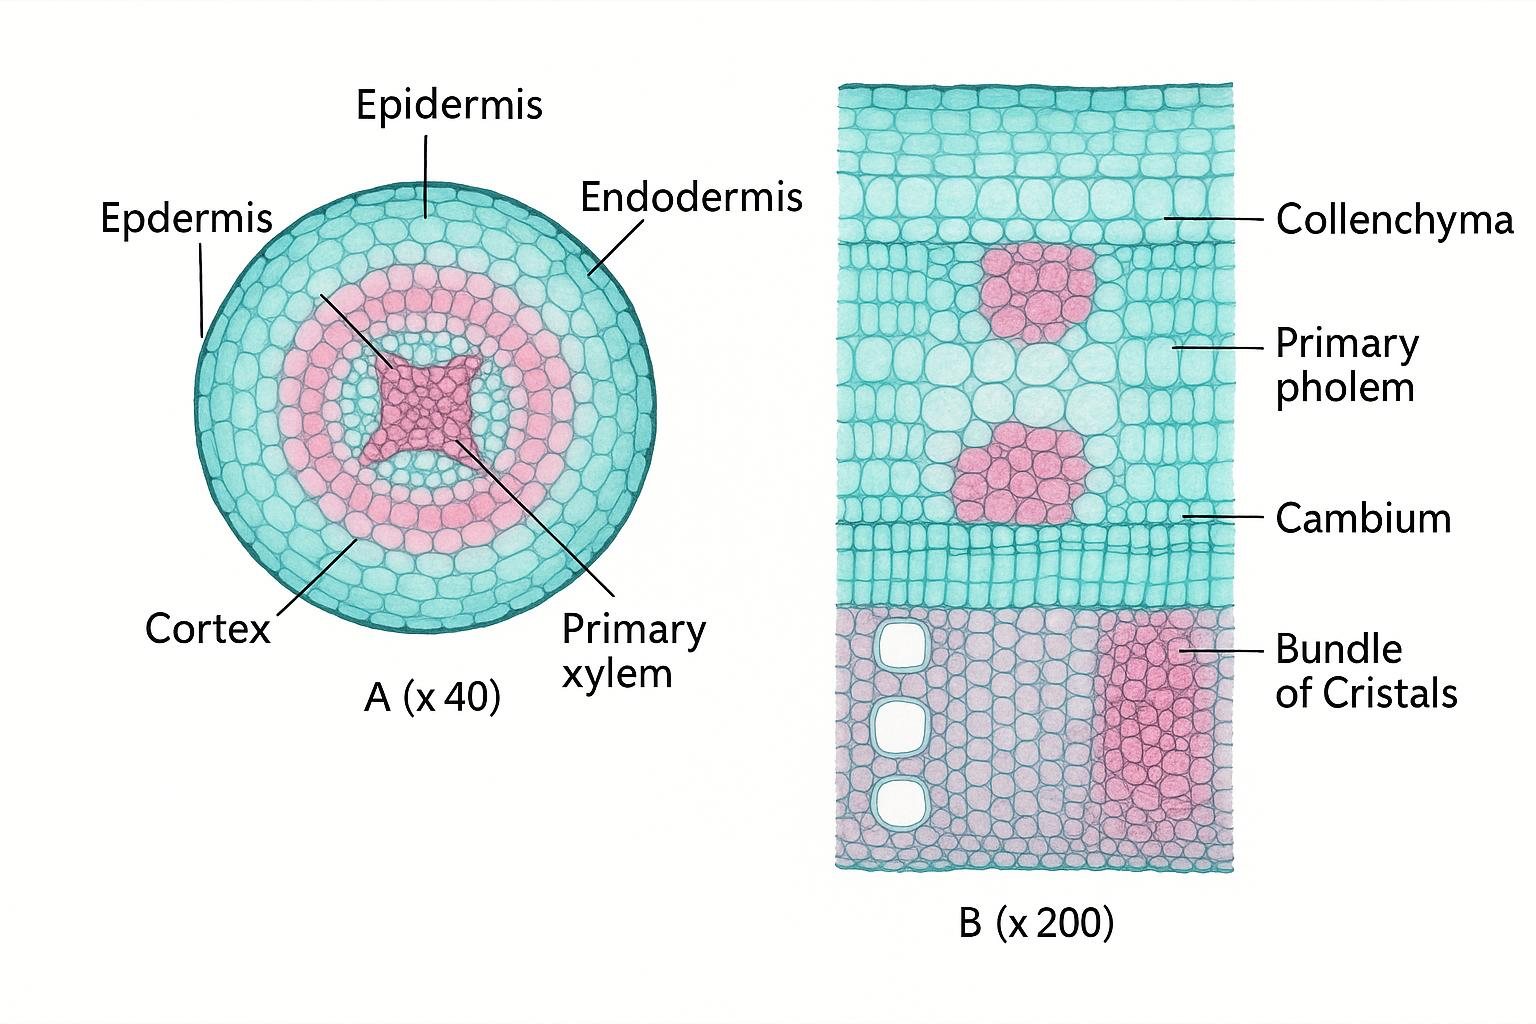 Epidermis
Epdermis
Endodermis
Cortex
Primary
xylem
A (x 40)
Collenchyma
Primary
pholem
Cambium
Bundle
of Cristals
B (x 200)